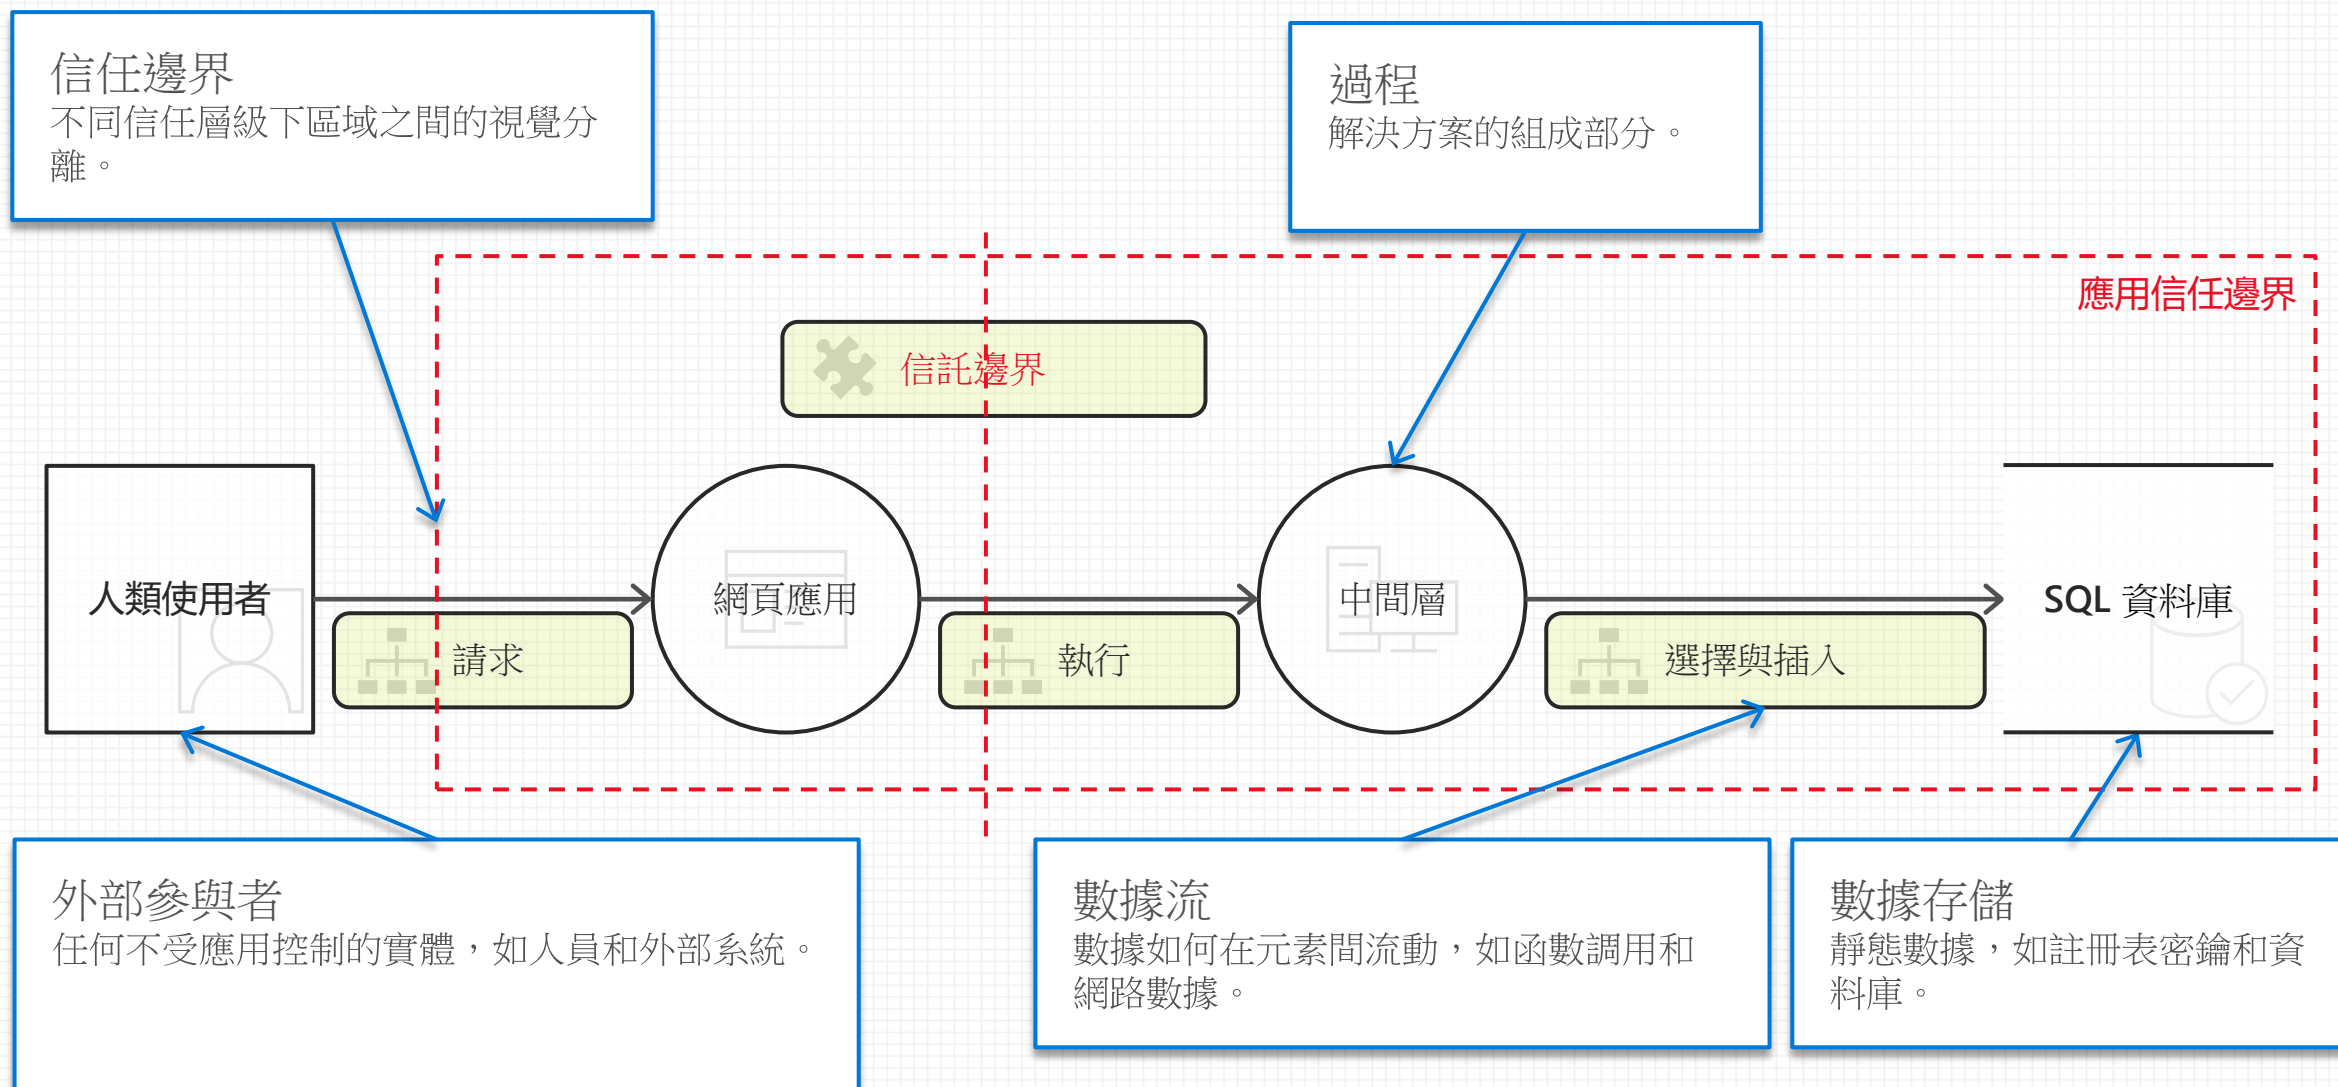 信任邊界
不同信任層級下區域之間的視覺分
離。
過程
解決方案的組成部分。
應用信任邊界
信託邊界
人類使用者
請求
網頁應用
執行
中間層
選擇與插入
SQL 資料庫
外部參與者
任何不受應用控制的實體，如人員和外部系統。
數據流
數據如何在元素間流動，如函數調用和
網路數據。
數據存儲
靜態數據，如註冊表密鑰和資
料庫。